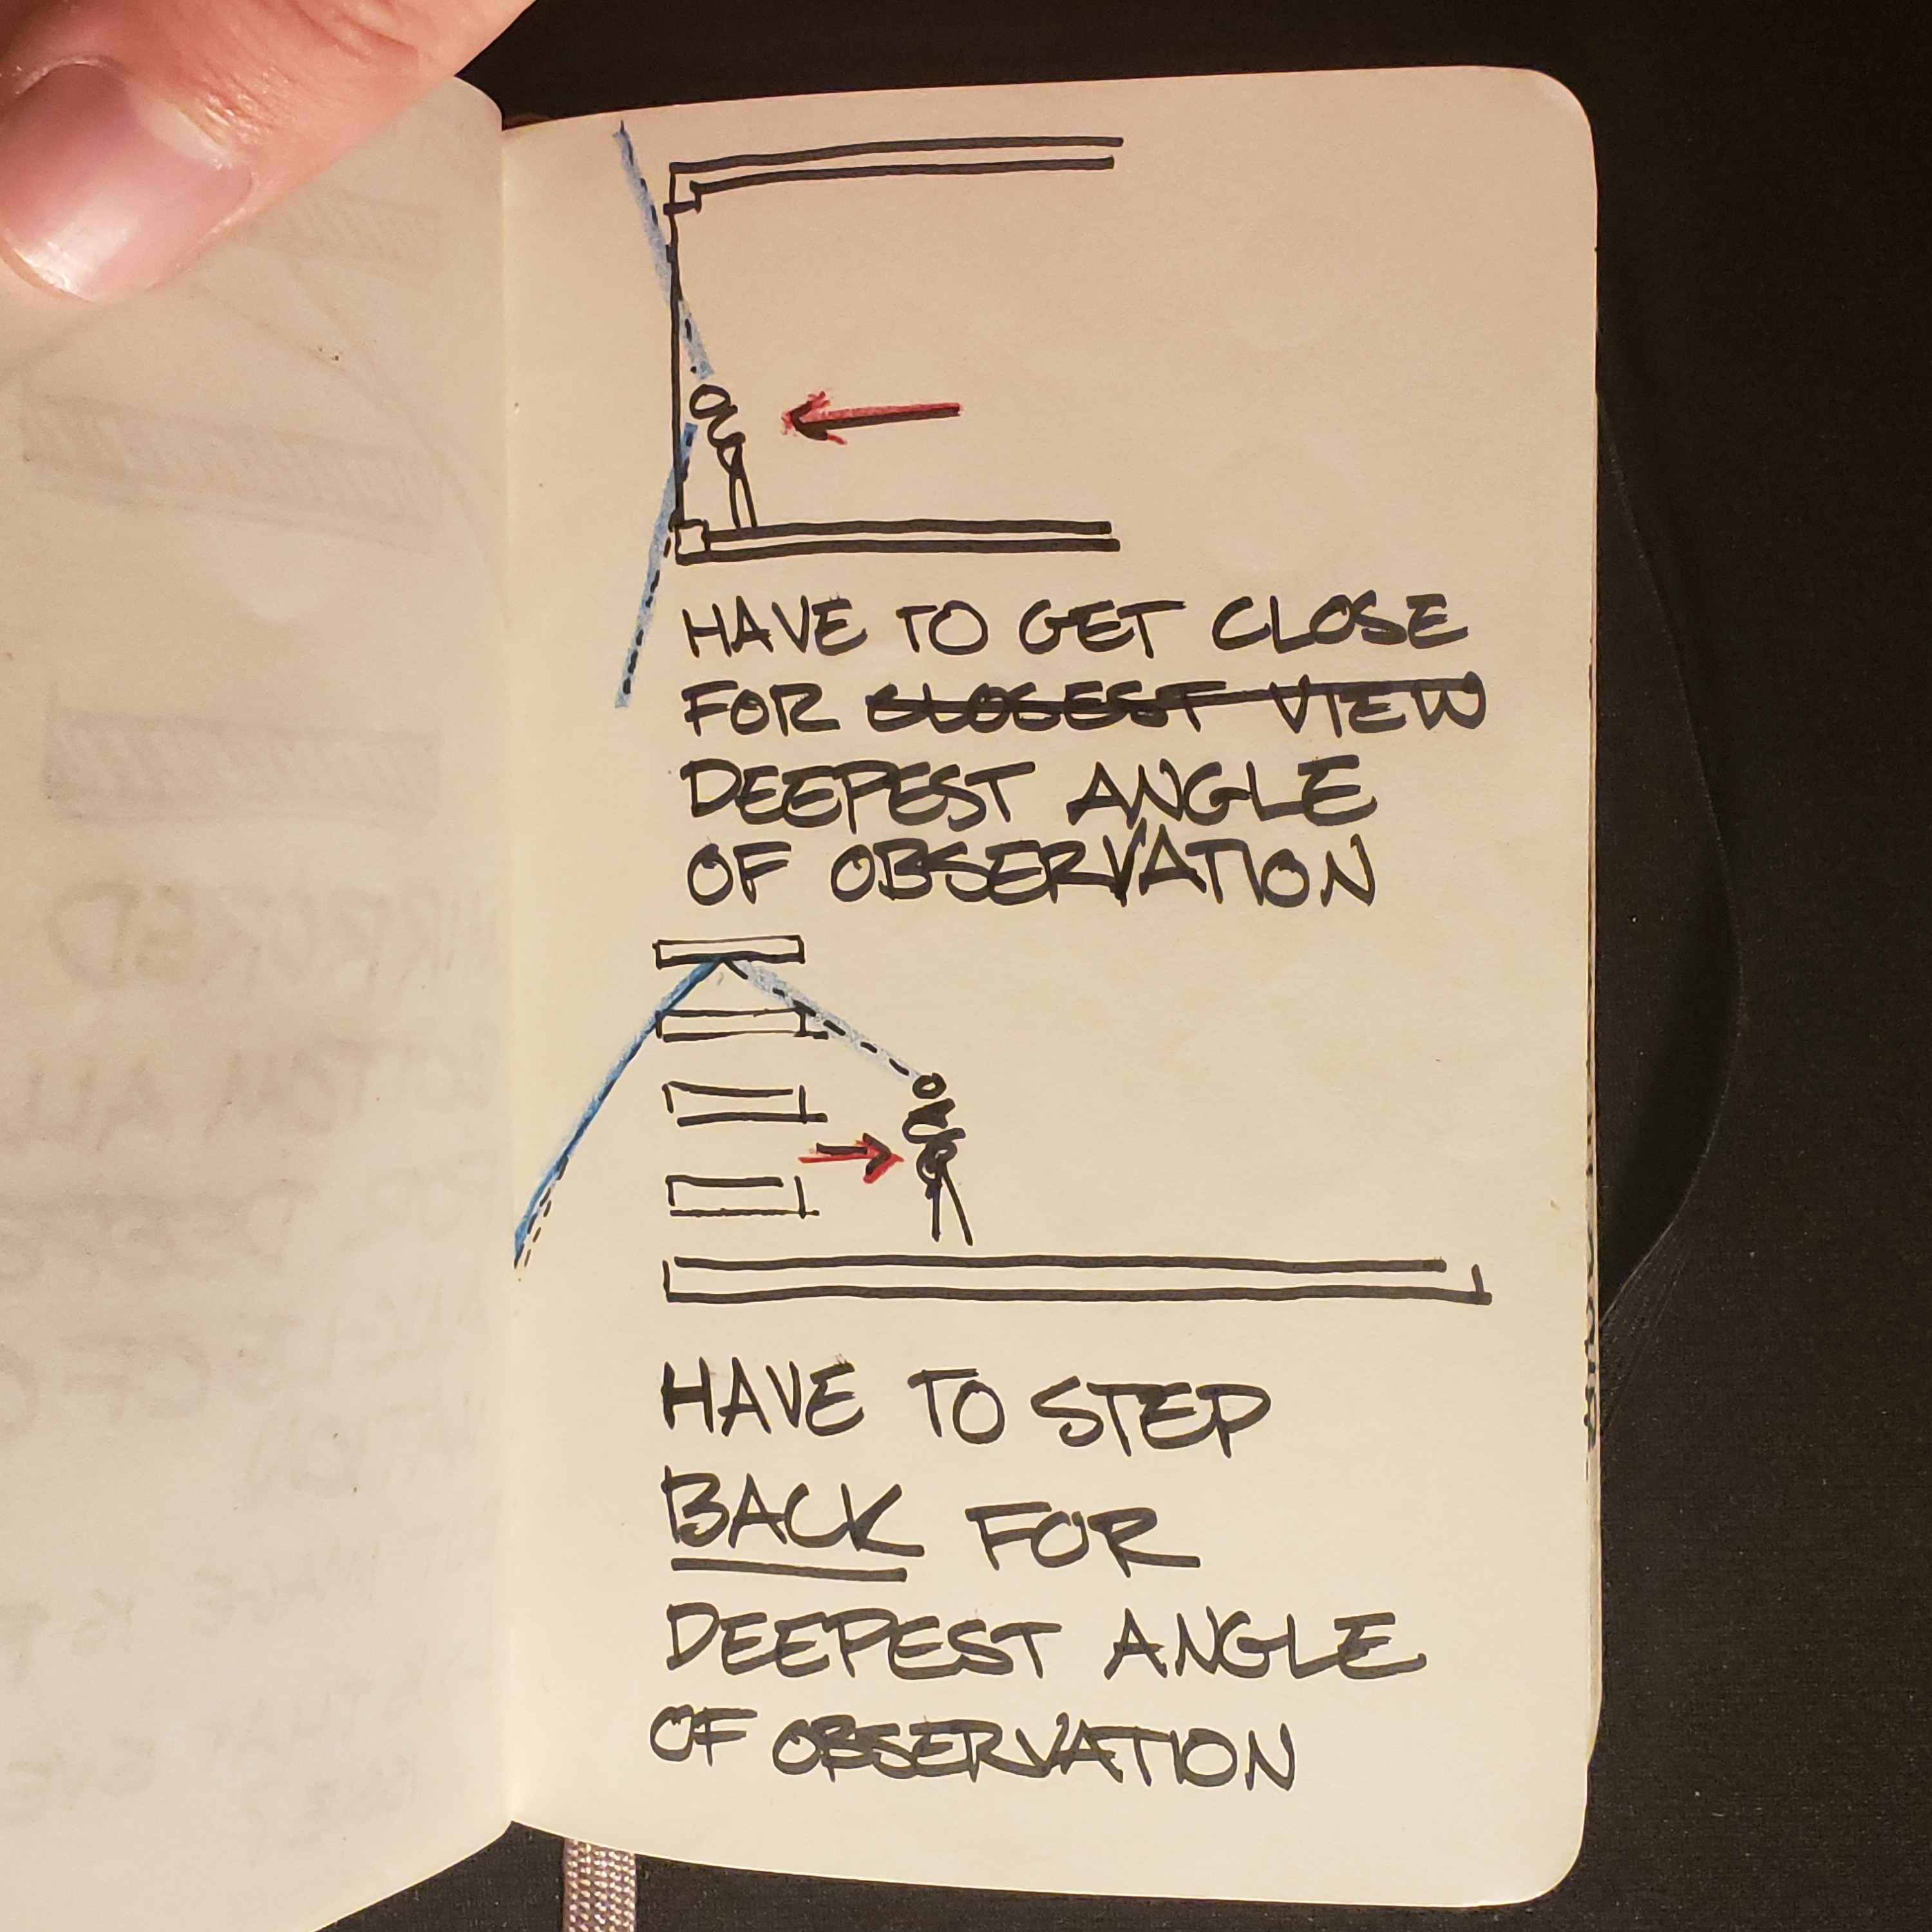 HAVE TO GET CLOSE
FOR CLOSEST VIEW
DEEPEST ANGLE
OF OBSERVATION
HAVE TO STEP
BACK FOR
DEEPEST ANGLE
OF OBSERVATION